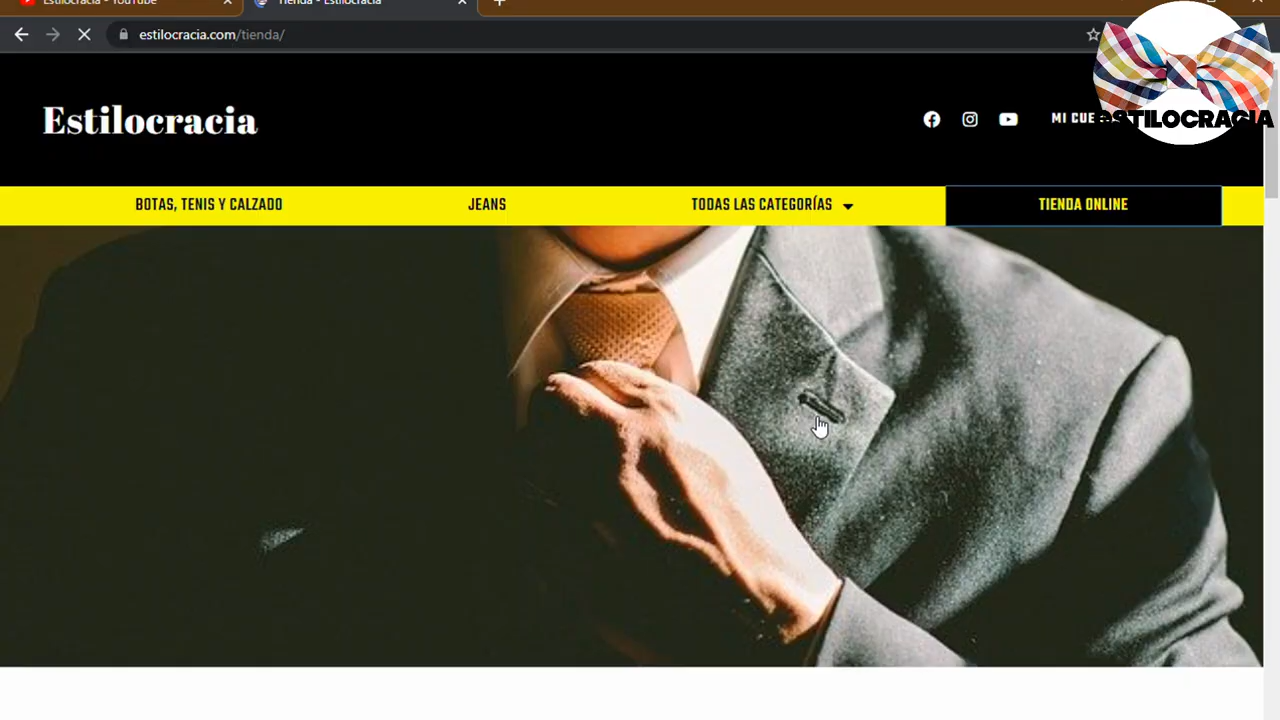 Estilocracia - YouTube
Tienda - Estilocracia
estilocracia.com/tienda/
Estilocracia
MI CUE
ESTILOCRACIA
BOTAS, TENIS Y CALZADO
JEANS
TODAS LAS CATEGORÍAS
TIENDA ONLINE